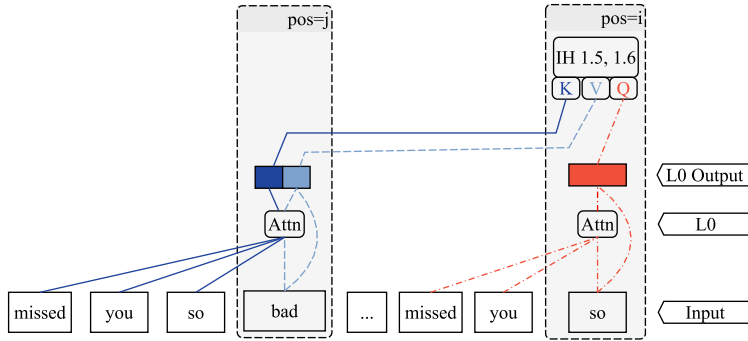 pos=j
pos=i
IH 1.5, 1.6
K V Q
L0 Output
Attn Attn L0
missed you so bad ... missed you so Input